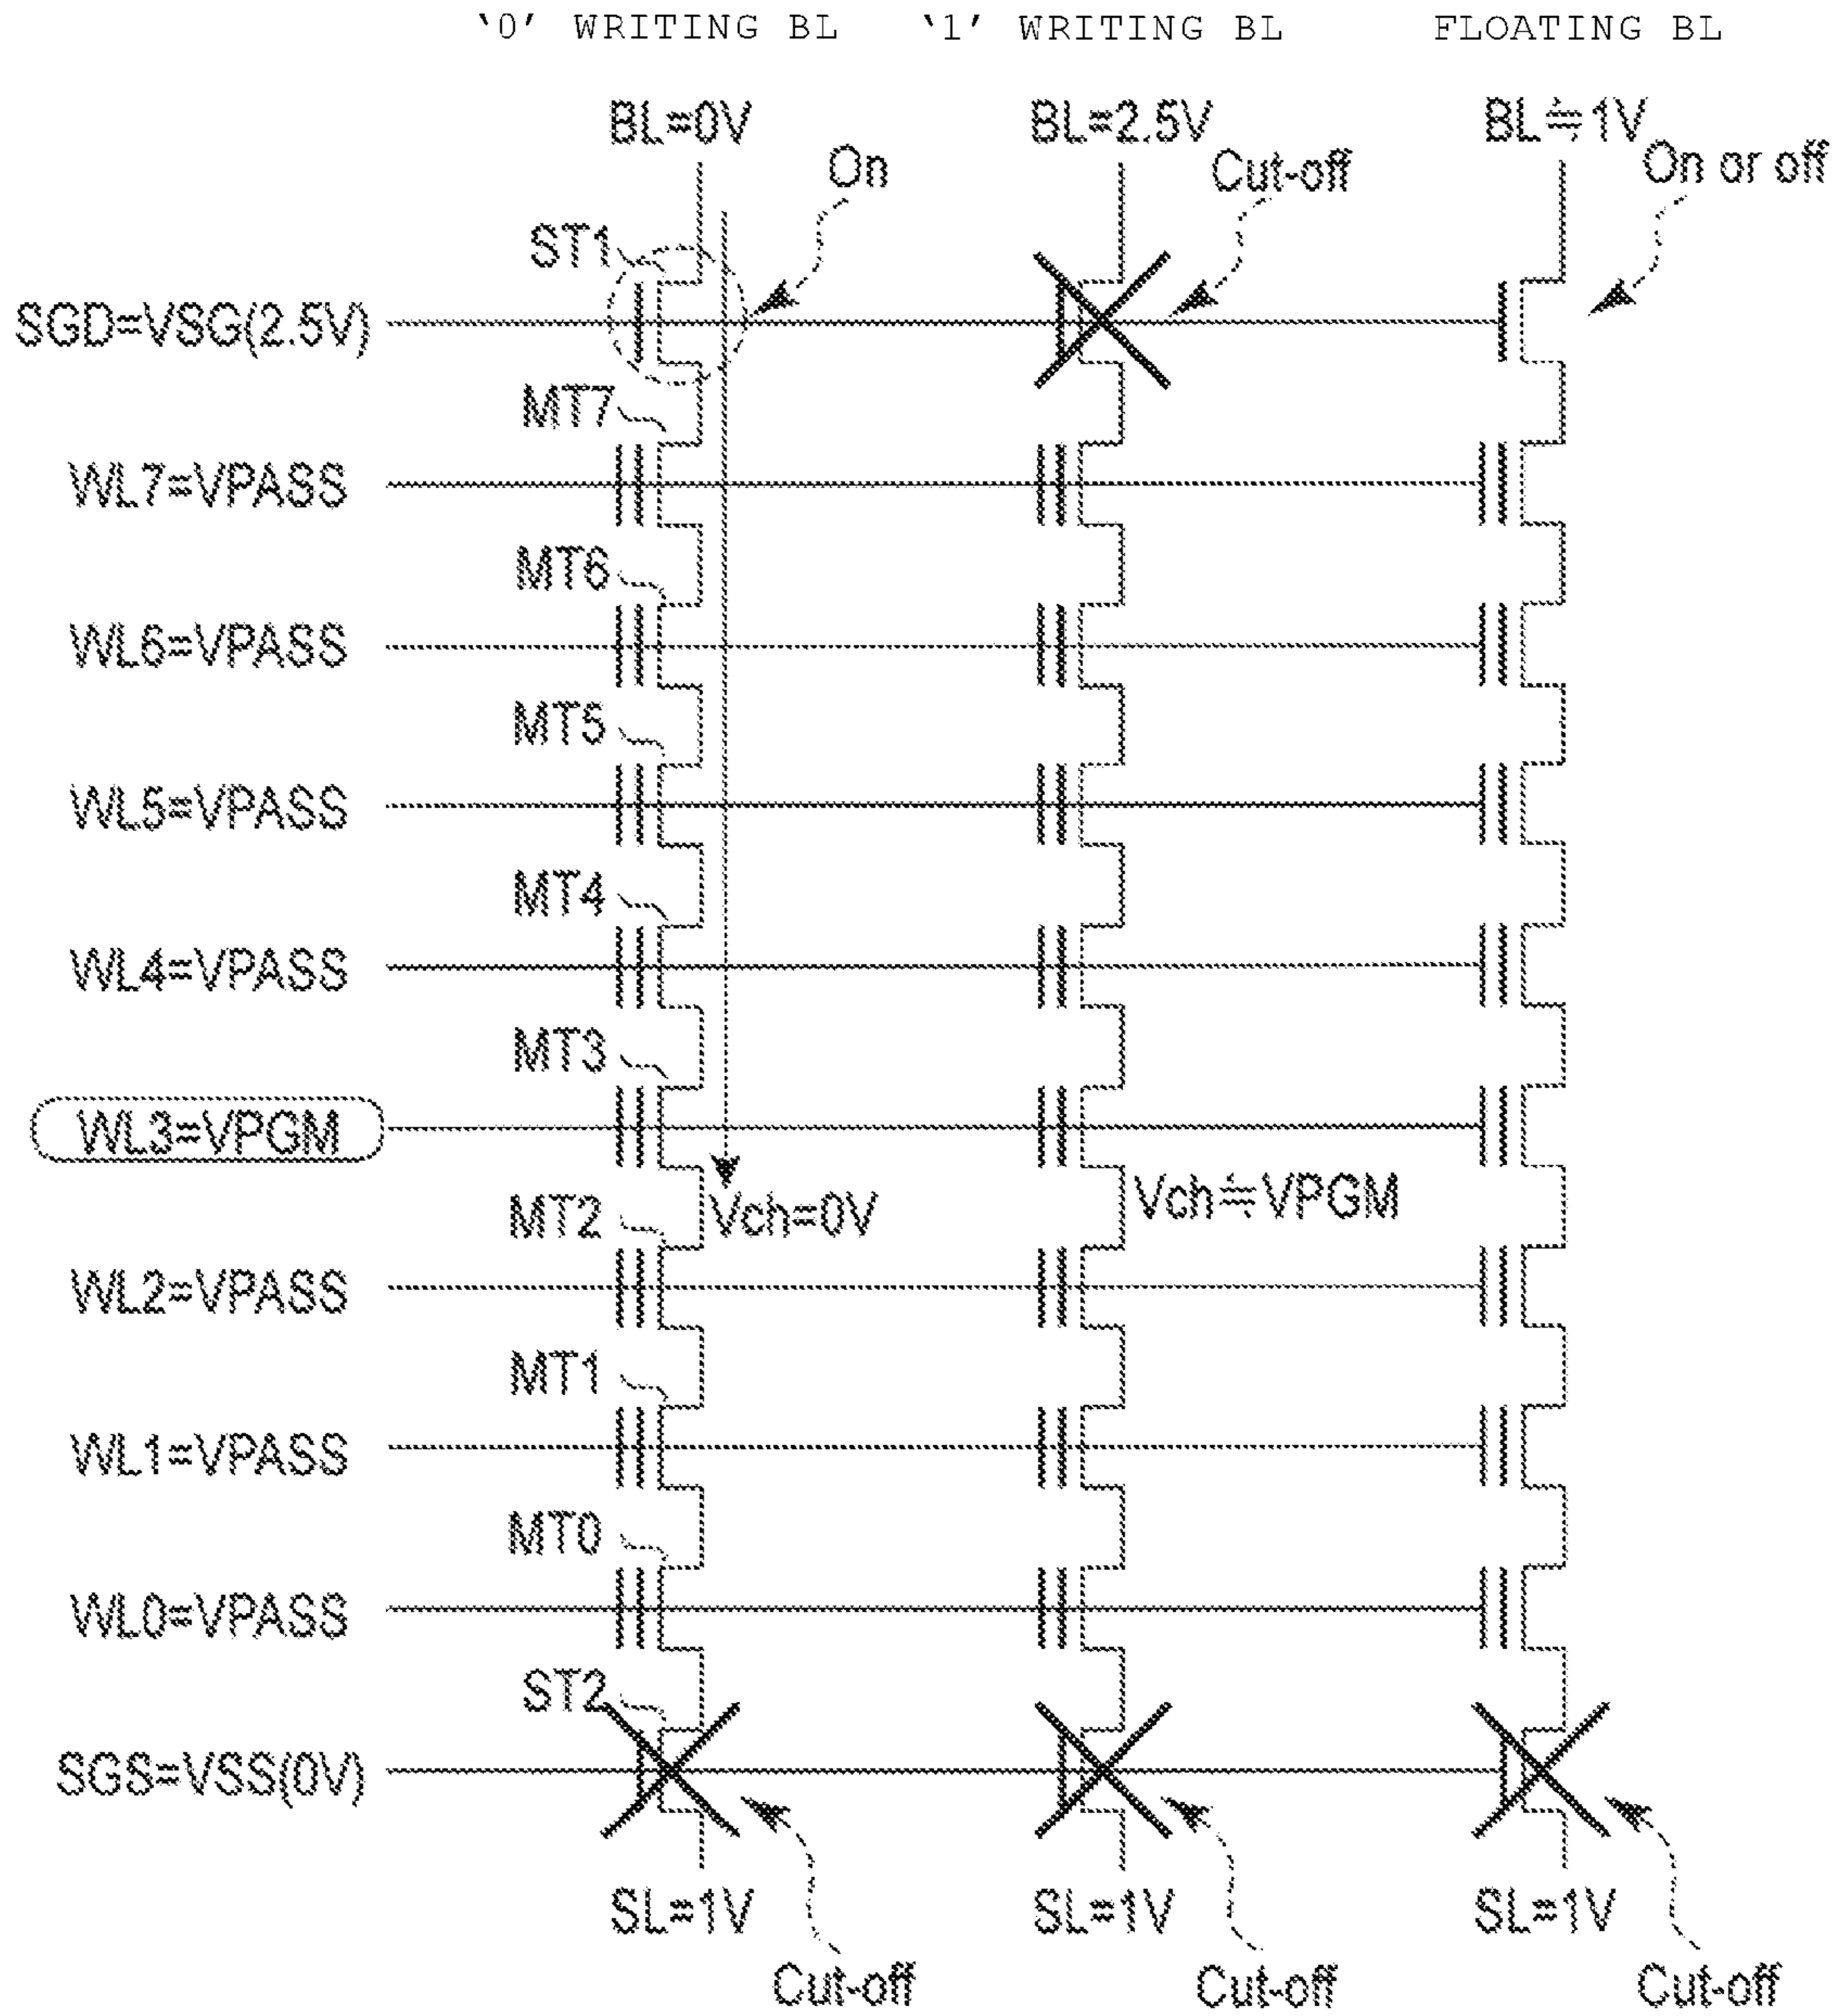 ‘0’ WRITING BL ‘1’ WRITING BL FLOATING BL
BL=0V BL=2.5V BL≒1V
On Cut-off On or off
ST1
SGD=VSG(2.5V)
MT7
WL7=VPASS
MT6
WL6=VPASS
MT5
WL5=VPASS
MT4
WL4=VPASS
MT3
WL3=VPGM
MT2 Vch=0V Vch≒VPGM
WL2=VPASS
MT1
WL1=VPASS
MT0
WL0=VPASS
ST2
SGS=VSS(0V)
SL=1V SL=1V SL=1V
Cut-off Cut-off Cut-off